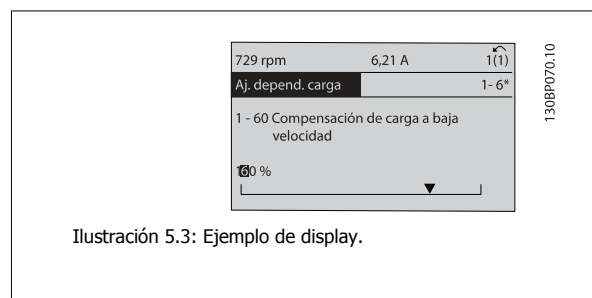 729 rpm 6,21 A 1(1)
Aj. depend. carga 1- 6*
1 - 60 Compensación de carga a baja
velocidad
160 %
130BP070.10
Ilustración 5.3: Ejemplo de display.